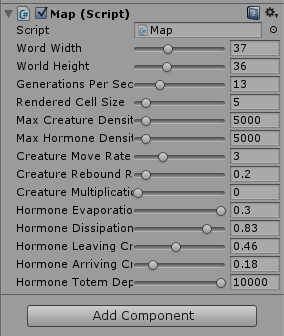 Map (Script)
Script Map
Word Width 37
World Height 36
Generations Per Sec 13
Rendered Cell Size 5
Max Creature Densit 5000
Max Hormone Densit 5000
Creature Move Rate 3
Creature Rebound R 0.2
Creature Multiplicatio 0
Hormone Evaporatio 0.3
Hormone Dissipation 0.83
Hormone Leaving Cr 0.46
Hormone Arriving Cr 0.18
Hormone Totem Dep 10000
Add Component